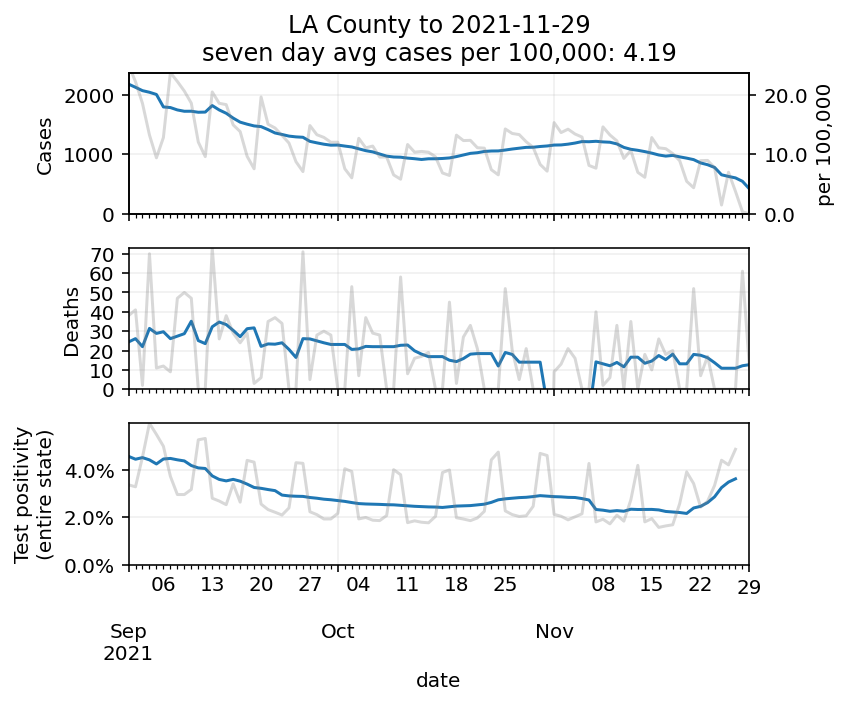 LA County to 2021-11-29
seven day avg cases per 100,000: 4.19
Cases
2000
1000
0
20.0
10.0
0.0
per 100,000
Deaths
70
60
50
40
30
20
10
0
Test positivity
(entire state)
4.0%
2.0%
0.0%
06 13 20 27 04 11 18 25 08 15 22 29
Sep Oct Nov
2021
date